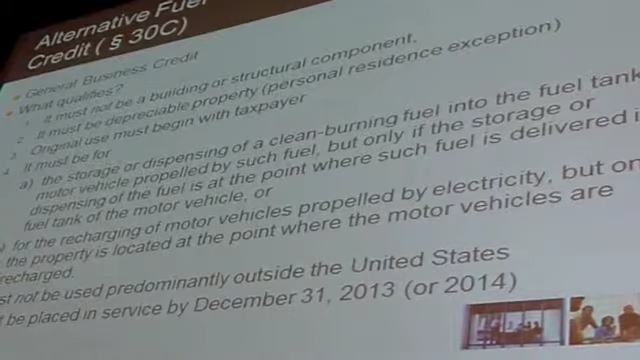 Alternative Fuel
Credit (§ 30C)
General Business Credit
What qualifies?
1. It must not be a building or structural component.
2. It must be depreciable property (personal residence exception)
3. Original use must begin with taxpayer
4. It must be for
a) the storage or dispensing of a clean-burning fuel into the fuel tank
motor vehicle propelled by such fuel, but only if the storage or
dispensing of the fuel is at the point where such fuel is delivered i
fuel tank of the motor vehicle, or
) for the recharging of motor vehicles propelled by electricity, but on
the property is located at the point where the motor vehicles are
recharged.
st not be used predominantly outside the United States
be placed in service by December 31, 2013 (or 2014)